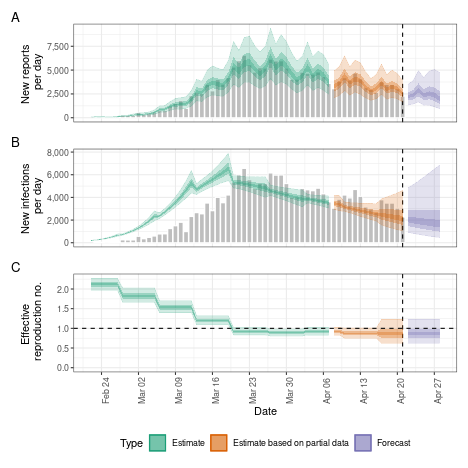 A
New reports
per day
7,500
5,000
2,500
0
B
New infections
per day
8,000
6,000
4,000
2,000
0
C
Effective
reproduction no.
2.0
1.5
1.0
0.5
0.0
Feb 24
Mar 02
Mar 09
Mar 16
Mar 23
Mar 30
Apr 06
Apr 13
Apr 20
Apr 27
Date
Type Estimate Estimate based on partial data Forecast